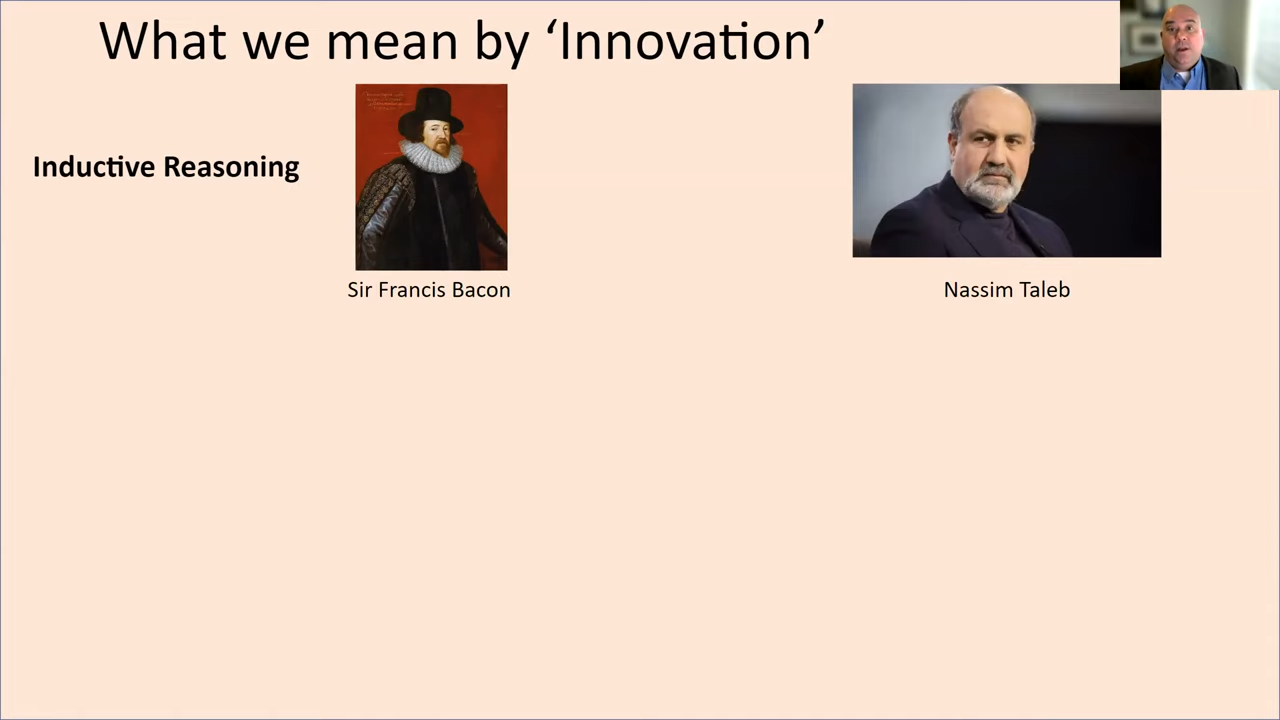 What we mean by ‘Innovation’
Inductive Reasoning
Sir Francis Bacon
Nassim Taleb